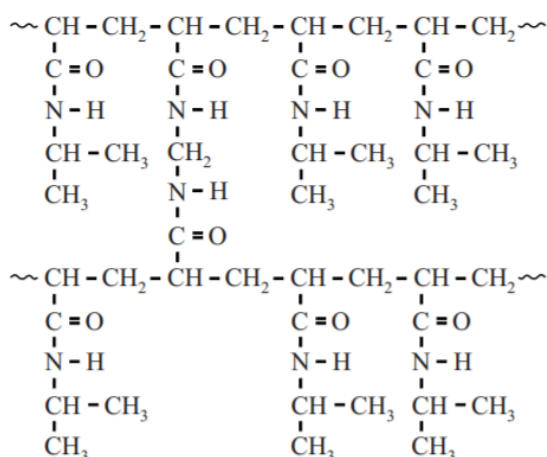 ~CH-CH₂-CH-CH₂-CH-CH₂-CH-CH₂~
C=O C=O C=O C=O
N-H N-H N-H N-H
CH-CH₃ CH₂ CH-CH₃ CH-CH₃
CH₃ N-H CH₃ CH₃
C=O
~CH-CH₂-CH-CH₂-CH-CH₂-CH-CH₂~
C=O C=O C=O
N-H N-H N-H
CH-CH₃ CH-CH₃ CH-CH₃
CH₃ CH₃ CH₃